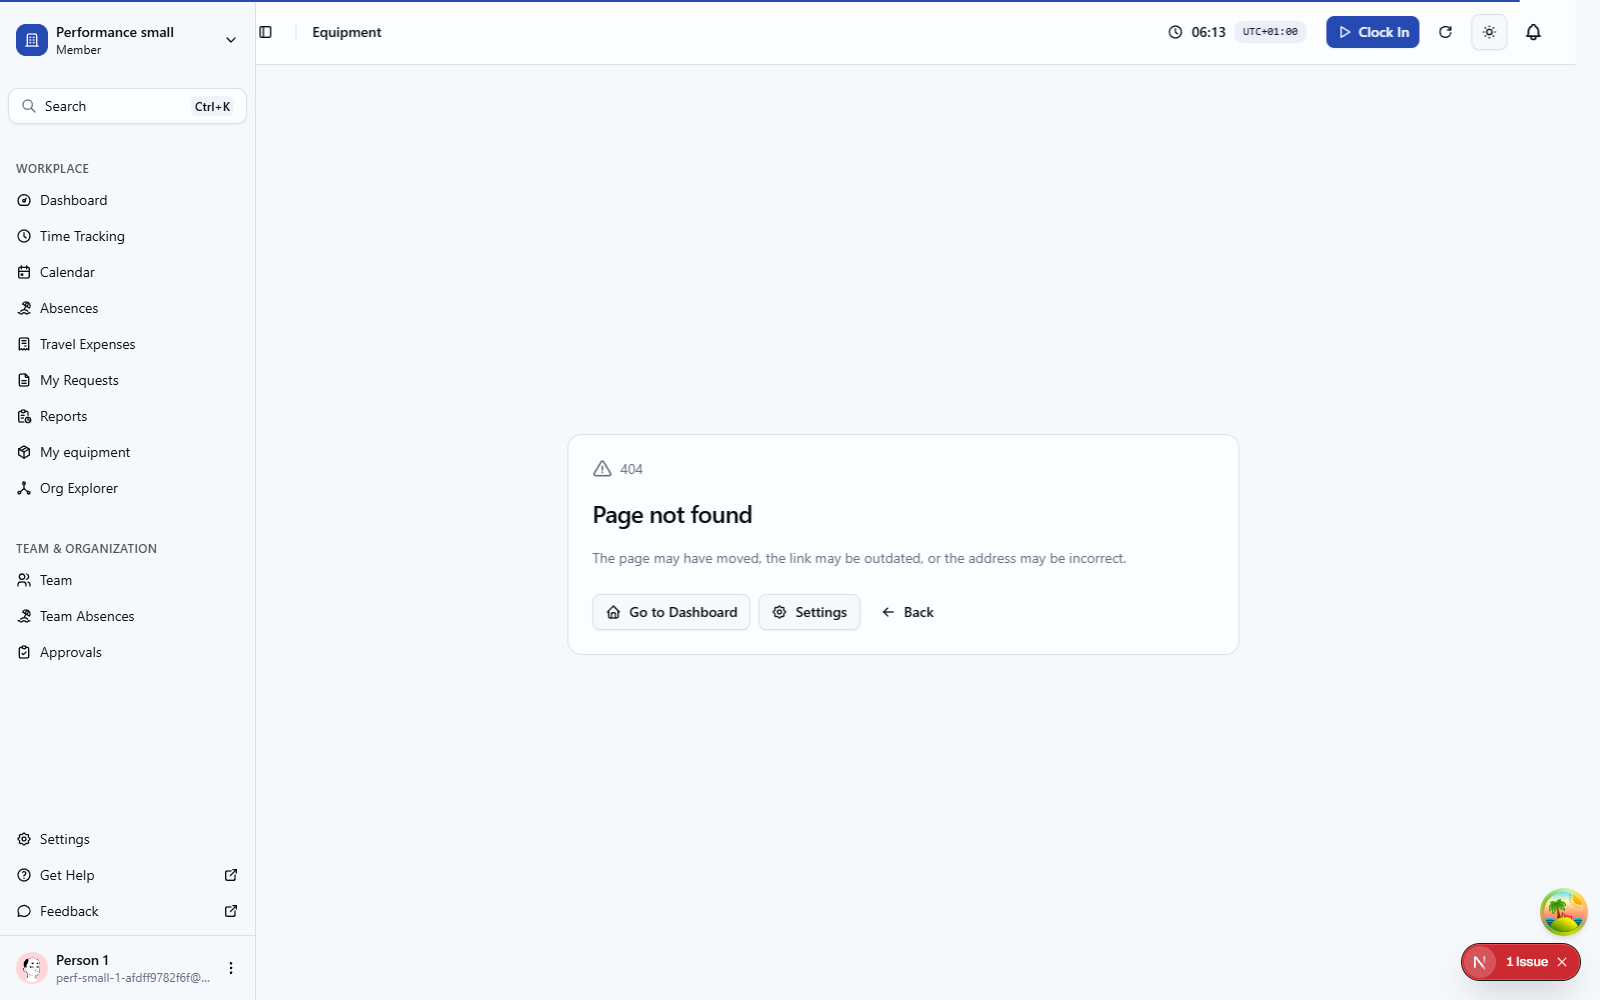 Performance small
Member
Search
Ctrl+K
WORKPLACE
Dashboard
Time Tracking
Calendar
Absences
Travel Expenses
My Requests
Reports
My equipment
Org Explorer
TEAM & ORGANIZATION
Team
Team Absences
Approvals
Settings
Get Help
Feedback
Person 1
perf-small-1-afdff9782f6f@...
Equipment
06:13
UTC+01:00
Clock In
404
Page not found
The page may have moved, the link may be outdated, or the address may be incorrect.
Go to Dashboard
Settings
Back
N
1 Issue